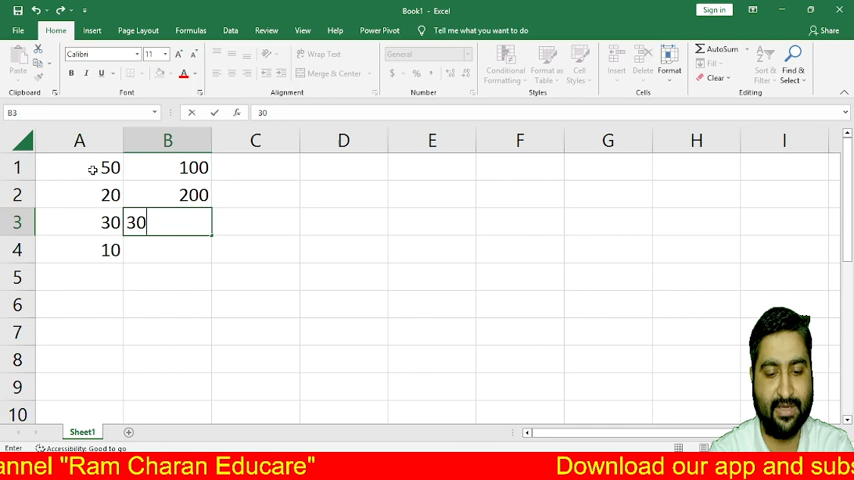 Book1 - Excel
Sign in
File Home Insert Page Layout Formulas Data Review View Help Power Pivot Tell me what you want to do Share
Paste
Clipboard
Calibri 11 A A
B I U A
Font
Wrap Text
Merge & Center
Alignment
General
$ % ,
Number
Conditional Formatting
Format as Table
Cell Styles
Styles
Insert Delete Format
Cells
AutoSum
Fill
Clear
Sort & Filter
Find & Select
Editing
B3 fx 30
A B C D E F G H I
1 50 100
2 20 200
3 30 30
4 10
5
6
7
8
9
10
Sheet1
Enter Accessibility: Good to go
annel "Ram Charan Educare" Download our app and subs